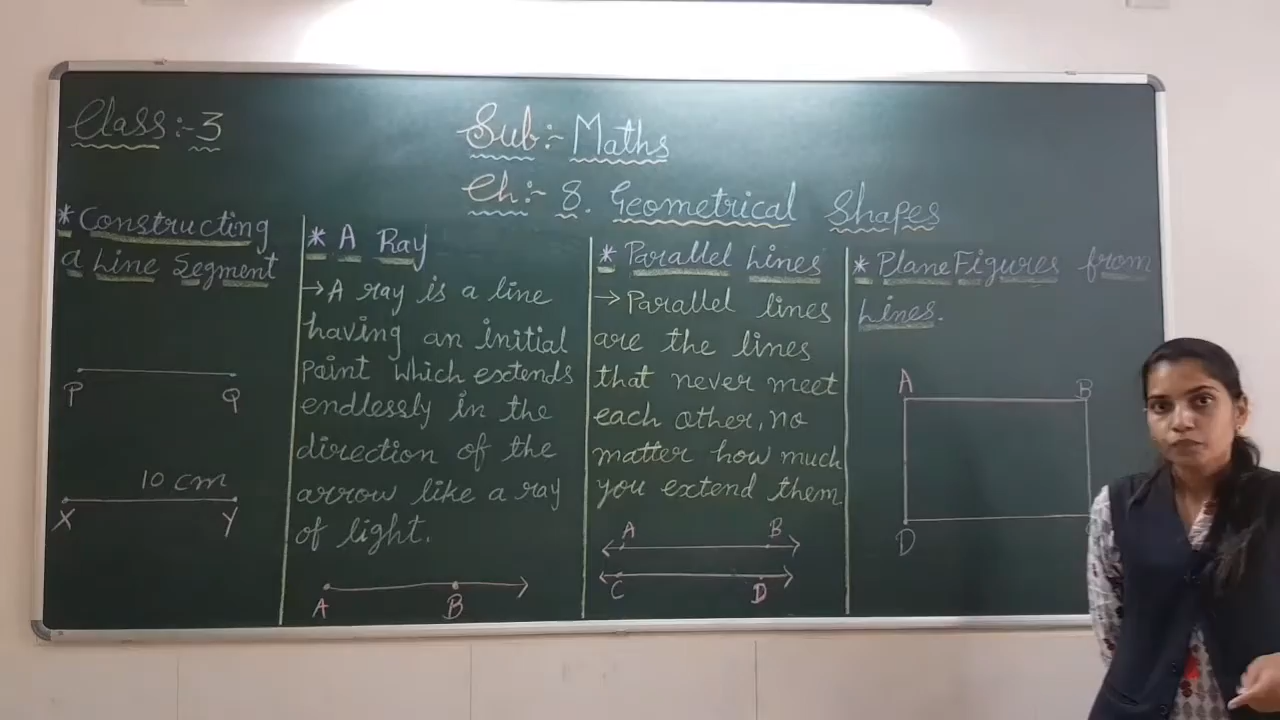 Class:- 3
Sub:- Maths
Ch:- 8. Geometrical Shapes
* Constructing
a Line Segment
P Q
10 cm
X Y
* A Ray
→ A ray is a line
having an initial
point which extends
endlessly in the
direction of the
arrow like a ray
of light.
A B
* Parallel Lines
→ Parallel lines
are the lines
that never meet
each other, no
matter how much
you extend them
A B
C D
* Plane Figures from
Lines.
A B
D